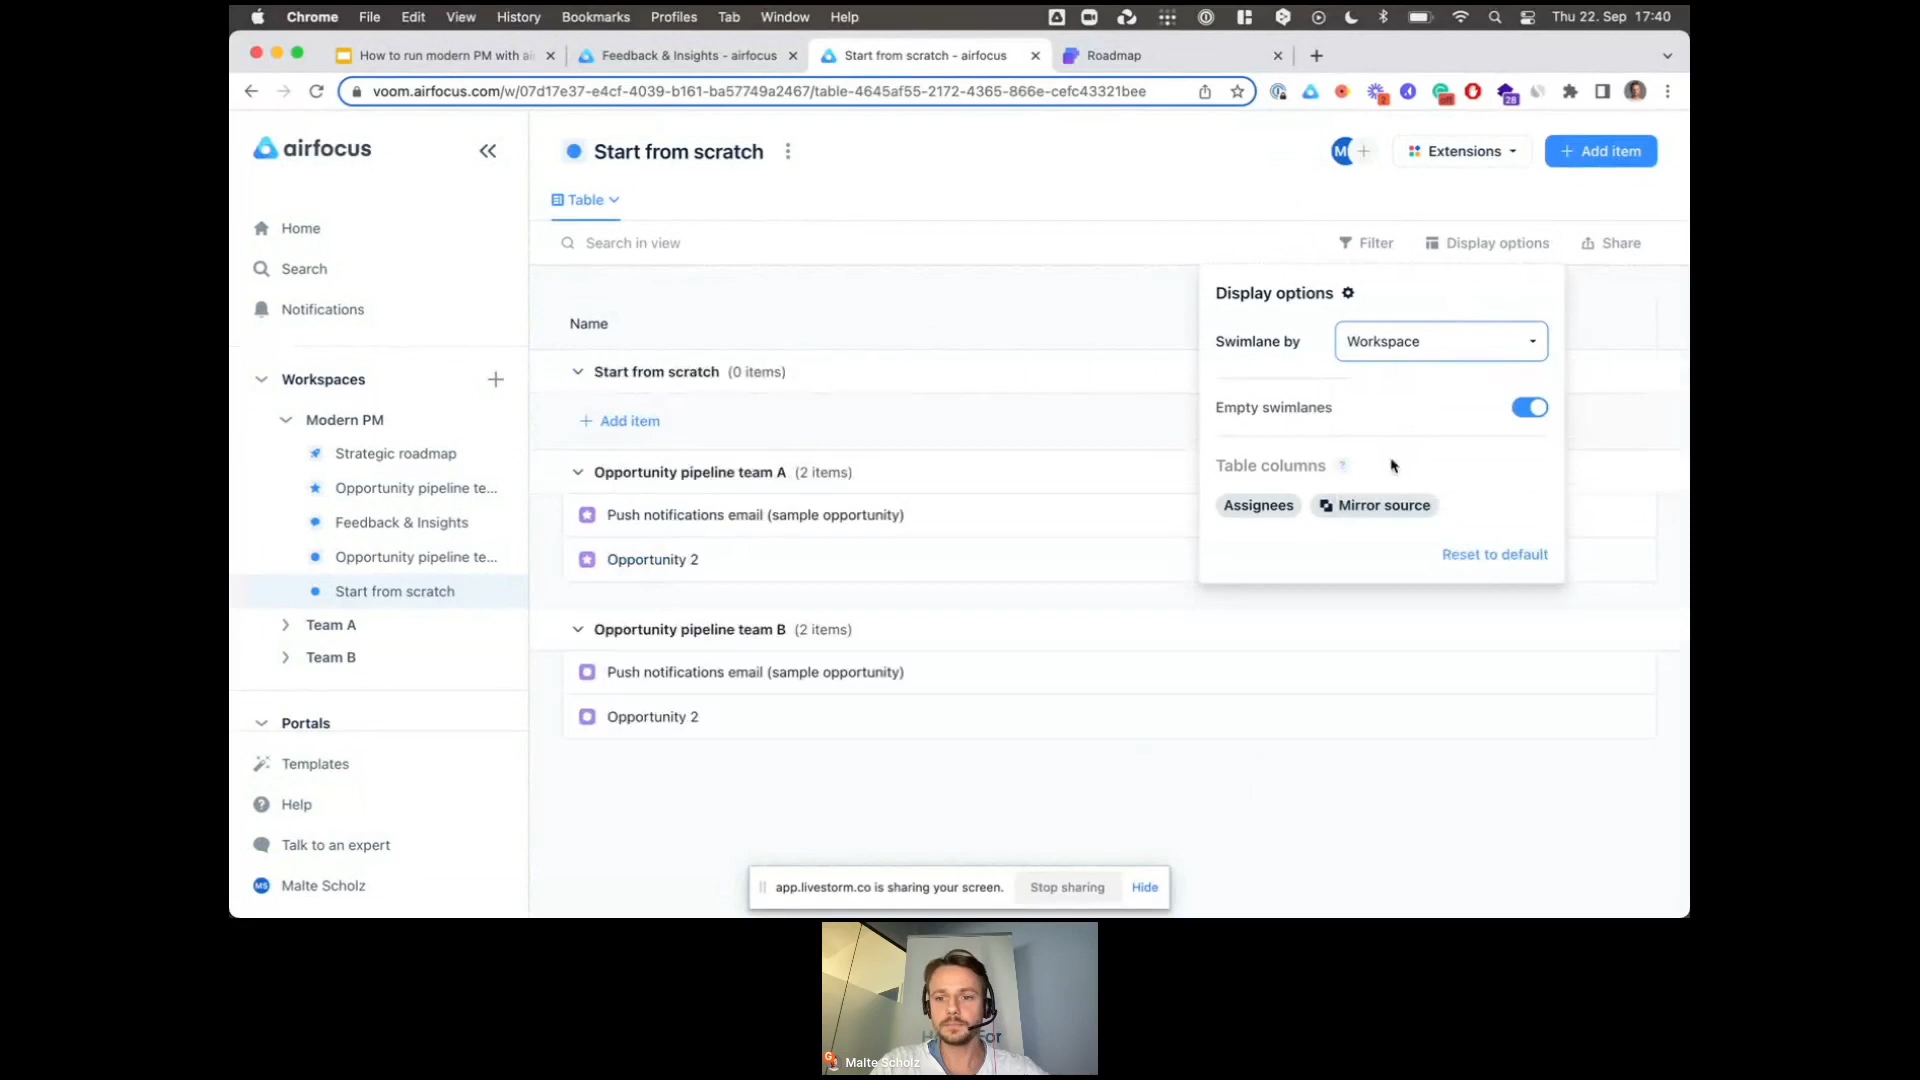 Chrome File Edit View History Bookmarks Profiles Tab Window Help Thu 22. Sep 17:40
How to run modern PM with ai
Feedback & Insights - airfocus
Start from scratch - airfocus
Roadmap
voom.airfocus.com/w/07d17e37-e4cf-4039-b161-ba57749a2467/table-4645af55-2172-4365-866e-cefc43321bee
28
airfocus
Home
Search
Notifications
Workspaces
Modern PM
Strategic roadmap
Opportunity pipeline te...
Feedback & Insights
Opportunity pipeline te...
Start from scratch
Team A
Team B
Portals
Templates
Help
Talk to an expert
MS Malte Scholz
Start from scratch
Extensions
+ Add item
Table
Search in view
Filter
Display options
Share
Name
Start from scratch (0 items)
+ Add item
Opportunity pipeline team A (2 items)
Push notifications email (sample opportunity)
Opportunity 2
Opportunity pipeline team B (2 items)
Push notifications email (sample opportunity)
Opportunity 2
Display options
Swimlane by Workspace
Empty swimlanes
Table columns ?
Assignees Mirror source
Reset to default
app.livestorm.co is sharing your screen. Stop sharing Hide
Malte Scholz